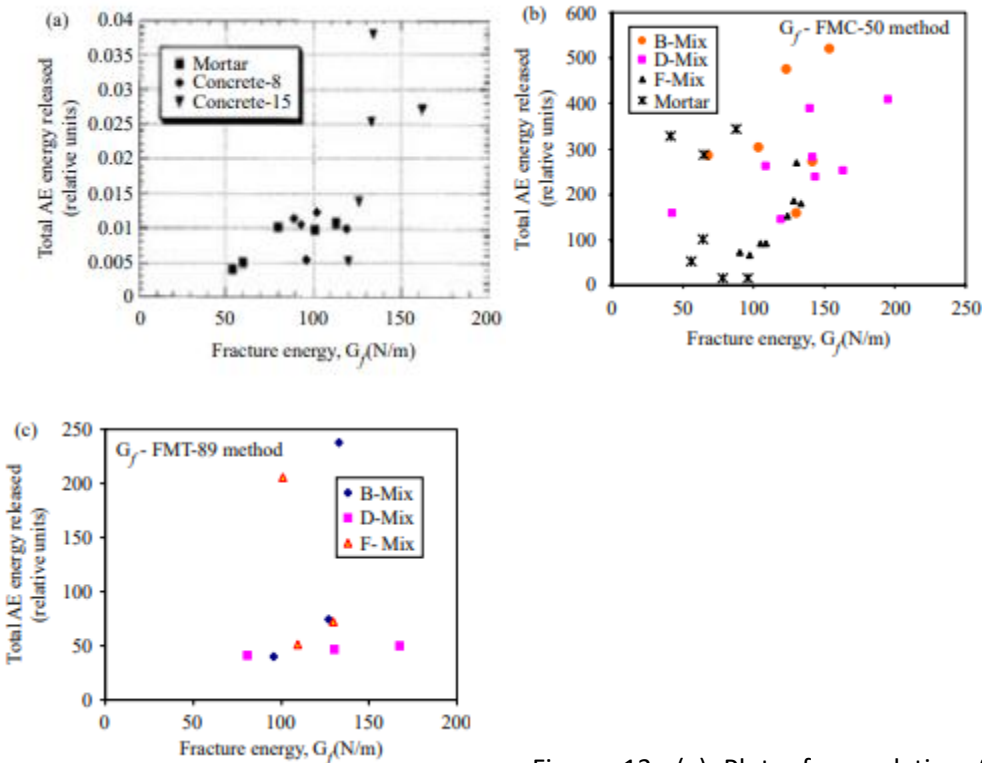 (a)
0.04
0.035
0.03
0.025
0.02
0.015
0.01
0.005
0
Total AE energy released
(relative units)
Mortar
Concrete-8
Concrete-15
0 50 100 150 200
Fracture energy, Gf(N/m)
(b)
600
500
400
300
200
100
0
Total AE energy released
(relative units)
Gf - FMC-50 method
B-Mix
D-Mix
F-Mix
Mortar
0 50 100 150 200 250
Fracture energy, Gf(N/m)
(c)
250
200
150
100
50
0
Total AE energy released
(relative units)
Gf - FMT-89 method
B-Mix
D-Mix
F- Mix
0 50 100 150 200
Fracture energy, Gf(N/m)